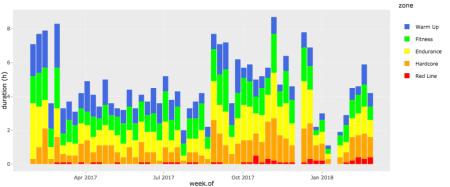 zone
Warm Up
Fitness
Endurance
Hardcore
Red Line
duration (h)
8
6
4
2
0
Apr 2017
Jul 2017
Oct 2017
Jan 2018
week.of